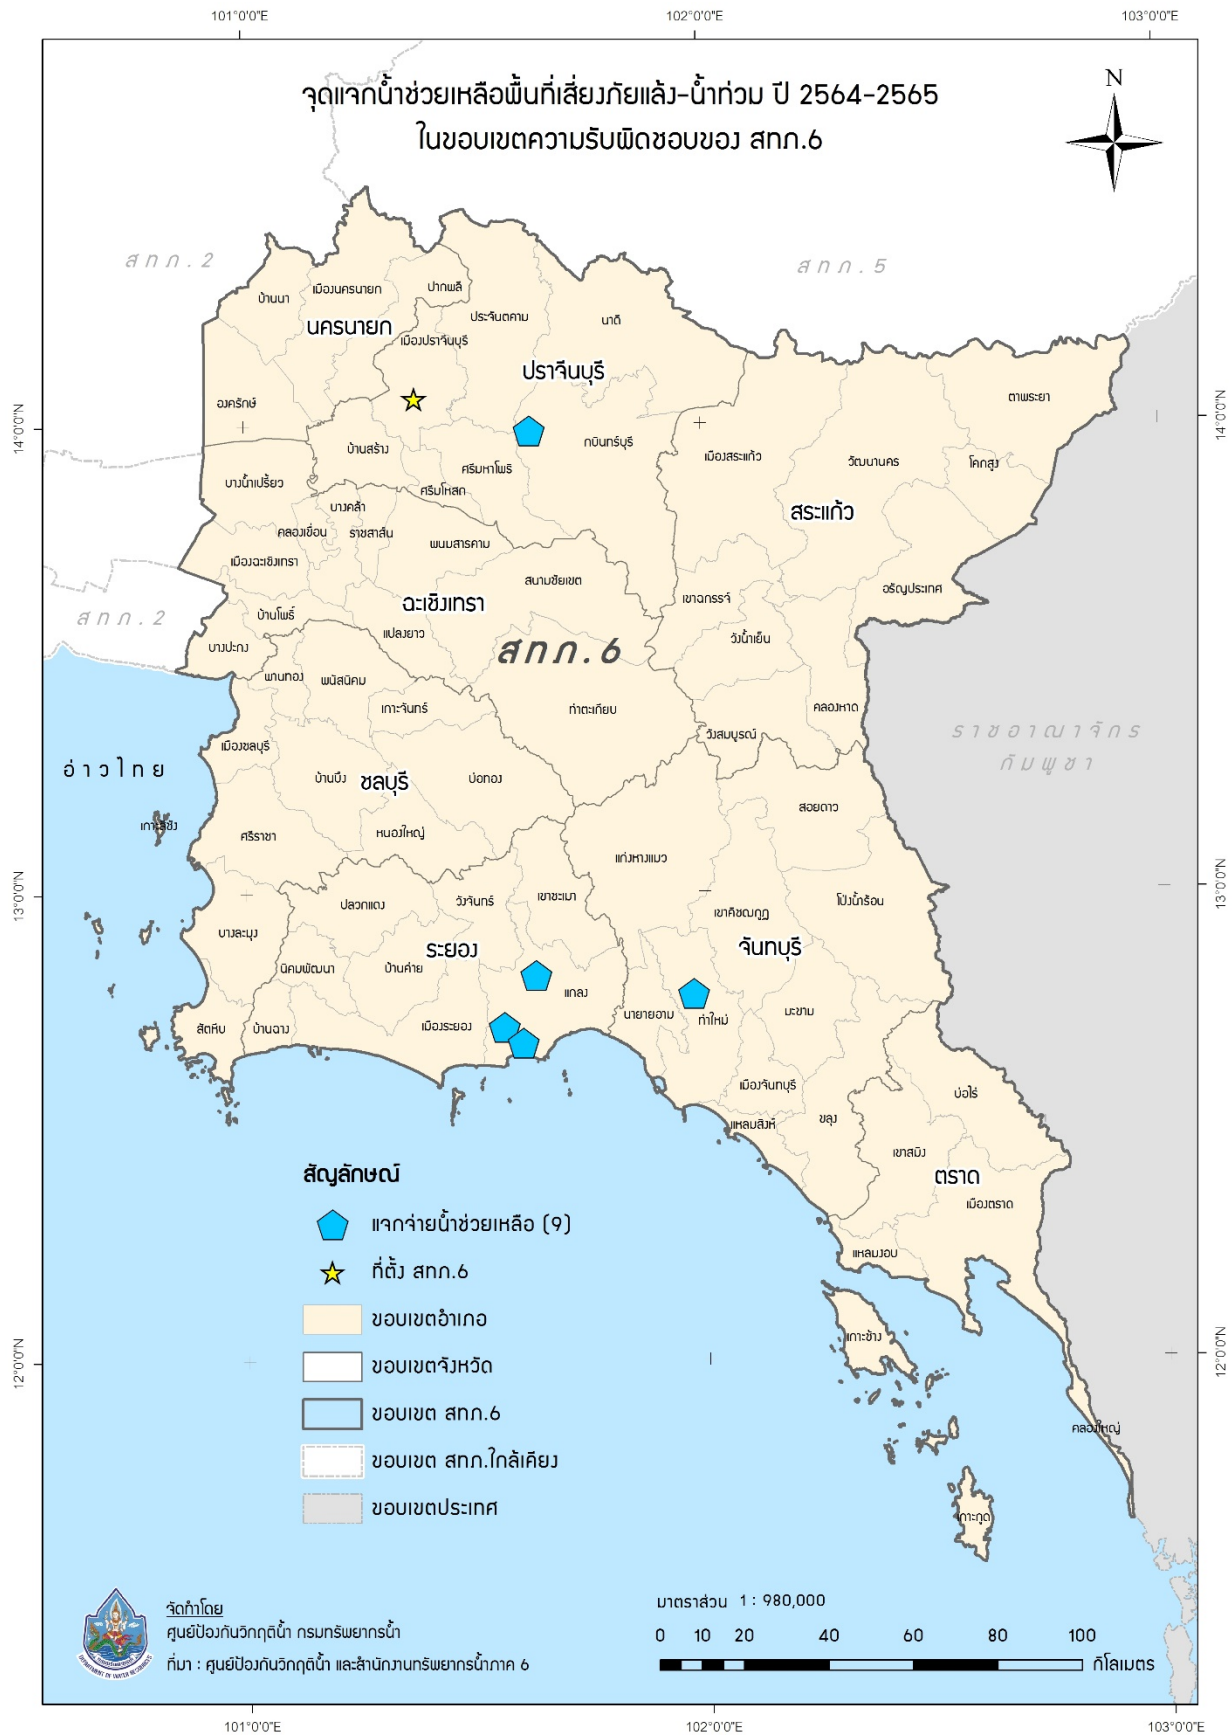 101°0'0"E
102°0'0"E
103°0'0"E
จุดแจกน้ำช่วยเหลือพื้นที่เสี่ยงภัยแล้ง-น้ำท่วม ปี 2564-2565
ในขอบเขตความรับผิดชอบของ สทภ.6
N
สทภ.2
สทภ.5
บ้านนา
เมืองนครนายก
ปากพลี
นครนายก
ประจันตคาม
นาดี
เมืองปราจีนบุรี
ปราจีนบุรี
องครักษ์
ตาพระยา
14°0'0"N
14°0'0"N
บ้านสร้าง
กบินทร์บุรี
ศรีมหาโพธิ
เมืองสระแก้ว
วัฒนานคร
โคกสูง
บางน้ำเปรี้ยว
ศรีมโหสถ
บางคล้า
สระแก้ว
คลองเขื่อน
ราชสาส์น
พนมสารคาม
เมืองฉะเชิงเทรา
สนามชัยเขต
อรัญประเทศ
เขาฉกรรจ์
ฉะเชิงเทรา
สทภ.2
บ้านโพธิ์
แปลงยาว
วังน้ำเย็น
บางปะกง
สทภ.6
พานทอง
พนัสนิคม
เกาะจันทร์
ท่าตะเกียบ
คลองหาด
วังสมบูรณ์
เมืองชลบุรี
ราชอาณาจักร
กัมพูชา
อ่าวไทย
บ้านบึง
ชลบุรี
บ่อทอง
สอยดาว
เกาะสีชัง
ศรีราชา
หนองใหญ่
แก่งหางแมว
13°0'0"N
13°0'0"N
ปลวกแดง
วังจันทร์
เขาชะเมา
เขาคิชฌกูฏ
โป่งน้ำร้อน
บางละมุง
ระยอง
จันทบุรี
นิคมพัฒนา
บ้านค่าย
แกลง
สัตหีบ
บ้านฉาง
เมืองระยอง
นายายอาม
ท่าใหม่
มะขาม
เมืองจันทบุรี
บ่อไร่
แหลมสิงห์
ขลุง
เขาสมิง
ตราด
เมืองตราด
แหลมงอบ
เกาะช้าง
คลองใหญ่
เกาะกูด
12°0'0"N
12°0'0"N
สัญลักษณ์
แจกจ่ายน้ำช่วยเหลือ (9)
ที่ตั้ง สทภ.6
ขอบเขตอำเภอ
ขอบเขตจังหวัด
ขอบเขต สทภ.6
ขอบเขต สทภ.ใกล้เคียง
ขอบเขตประเทศ
จัดทำโดย
ศูนย์ป้องกันวิกฤติน้ำ กรมทรัพยากรน้ำ
ที่มา : ศูนย์ป้องกันวิกฤติน้ำ และสำนักงานทรัพยากรน้ำภาค 6
มาตราส่วน 1 : 980,000
0 10 20 40 60 80 100
กิโลเมตร
101°0'0"E
102°0'0"E
103°0'0"E